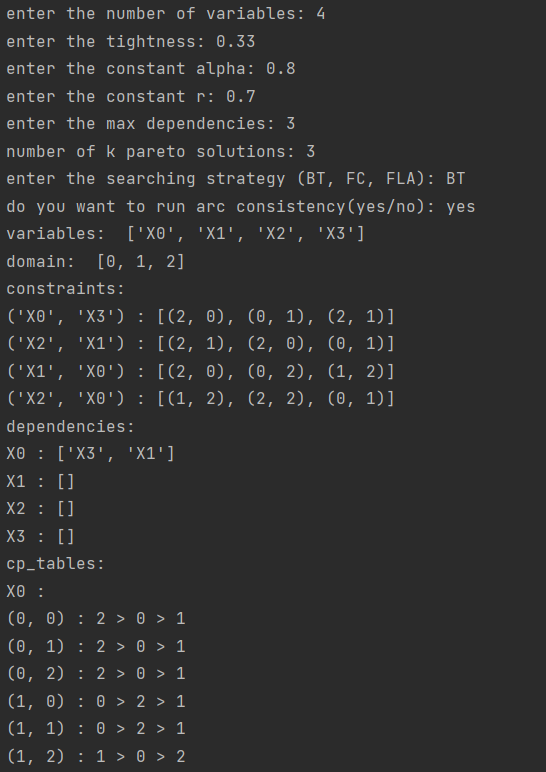 enter the number of variables: 4
enter the tightness: 0.33
enter the constant alpha: 0.8
enter the constant r: 0.7
enter the max dependencies: 3
number of k pareto solutions: 3
enter the searching strategy (BT, FC, FLA): BT
do you want to run arc consistency(yes/no): yes
variables:  ['X0', 'X1', 'X2', 'X3']
domain:  [0, 1, 2]
constraints:
('X0', 'X3') : [(2, 0), (0, 1), (2, 1)]
('X2', 'X1') : [(2, 1), (2, 0), (0, 1)]
('X1', 'X0') : [(2, 0), (0, 2), (1, 2)]
('X2', 'X0') : [(1, 2), (2, 2), (0, 1)]
dependencies:
X0 : ['X3', 'X1']
X1 : []
X2 : []
X3 : []
cp_tables:
X0 :
(0, 0) : 2 > 0 > 1
(0, 1) : 2 > 0 > 1
(0, 2) : 2 > 0 > 1
(1, 0) : 0 > 2 > 1
(1, 1) : 0 > 2 > 1
(1, 2) : 1 > 0 > 2